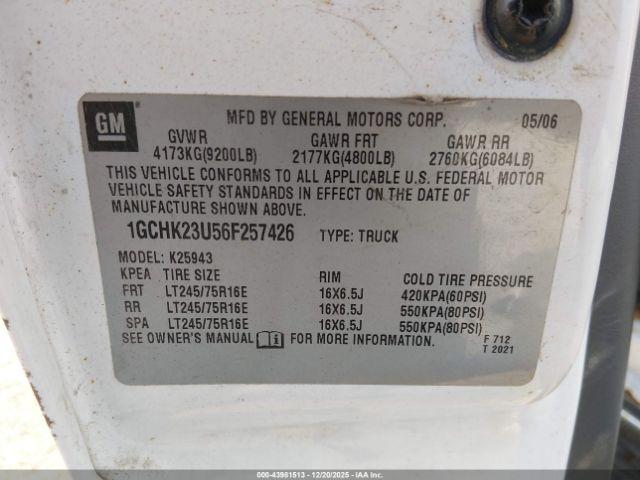 GM
MFD BY GENERAL MOTORS CORP. 05/06
GVWR GAWR FRT GAWR RR
4173KG(9200LB) 2177KG(4800LB) 2760KG(6084LB)
THIS VEHICLE CONFORMS TO ALL APPLICABLE U.S. FEDERAL MOTOR
VEHICLE SAFETY STANDARDS IN EFFECT ON THE DATE OF
MANUFACTURE SHOWN ABOVE.
1GCHK23U56F257426 TYPE: TRUCK
MODEL: K25943
KPEA TIRE SIZE RIM COLD TIRE PRESSURE
FRT LT245/75R16E 16X6.5J 420KPA(60PSI)
RR LT245/75R16E 16X6.5J 550KPA(80PSI)
SPA LT245/75R16E 16X6.5J 550KPA(80PSI)
SEE OWNER'S MANUAL FOR MORE INFORMATION.
F 712
T 2021
000-43981513 - 12/20/2025 - IAA Inc.